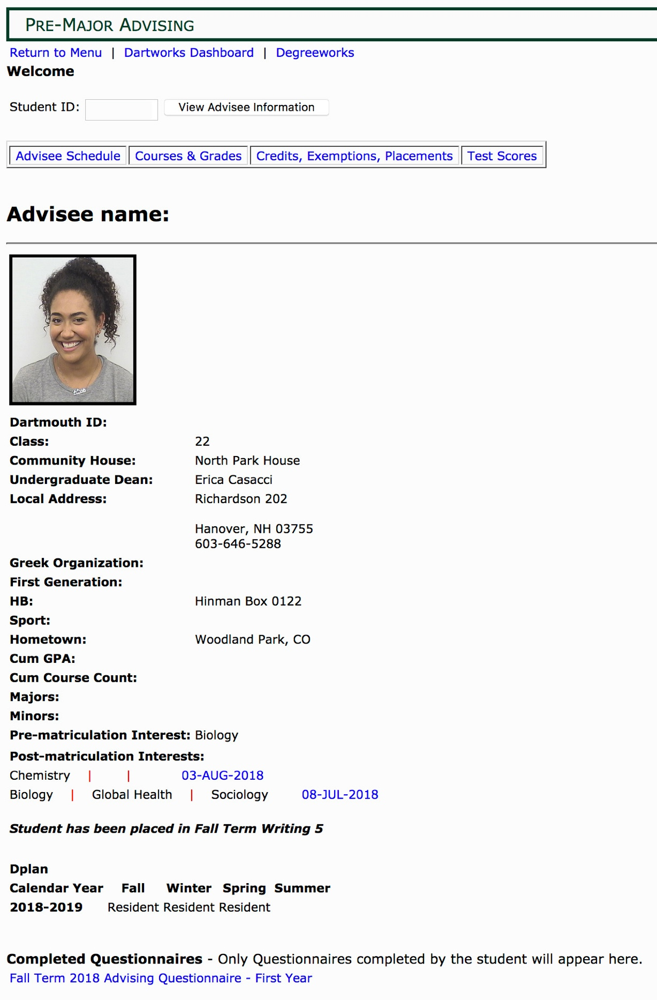 PRE-MAJOR ADVISING
Return to Menu | Dartworks Dashboard | Degreeworks
Welcome
Student ID: View Advisee Information
Advisee Schedule Courses & Grades Credits, Exemptions, Placements Test Scores
Advisee name:
Dartmouth ID:
Class: 22
Community House: North Park House
Undergraduate Dean: Erica Casacci
Local Address: Richardson 202
Hanover, NH 03755
603-646-5288
Greek Organization:
First Generation:
HB: Hinman Box 0122
Sport:
Hometown: Woodland Park, CO
Cum GPA:
Cum Course Count:
Majors:
Minors:
Pre-matriculation Interest: Biology
Post-matriculation Interests:
Chemistry | | 03-AUG-2018
Biology | Global Health | Sociology 08-JUL-2018
Student has been placed in Fall Term Writing 5
Dplan
Calendar Year Fall Winter Spring Summer
2018-2019 Resident Resident Resident
Completed Questionnaires - Only Questionnaires completed by the student will appear here.
Fall Term 2018 Advising Questionnaire - First Year